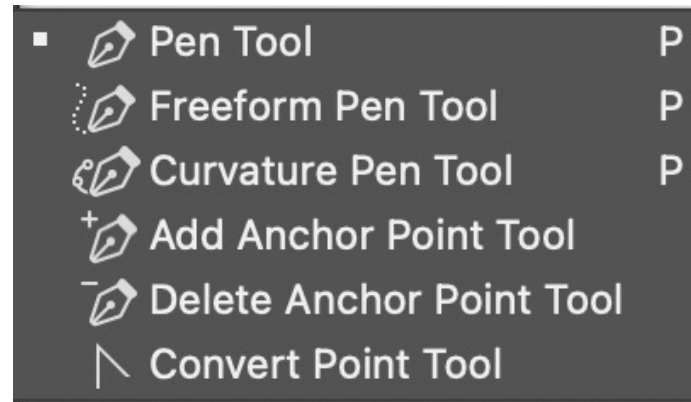 Pen Tool P
Freeform Pen Tool P
Curvature Pen Tool P
Add Anchor Point Tool
Delete Anchor Point Tool
Convert Point Tool